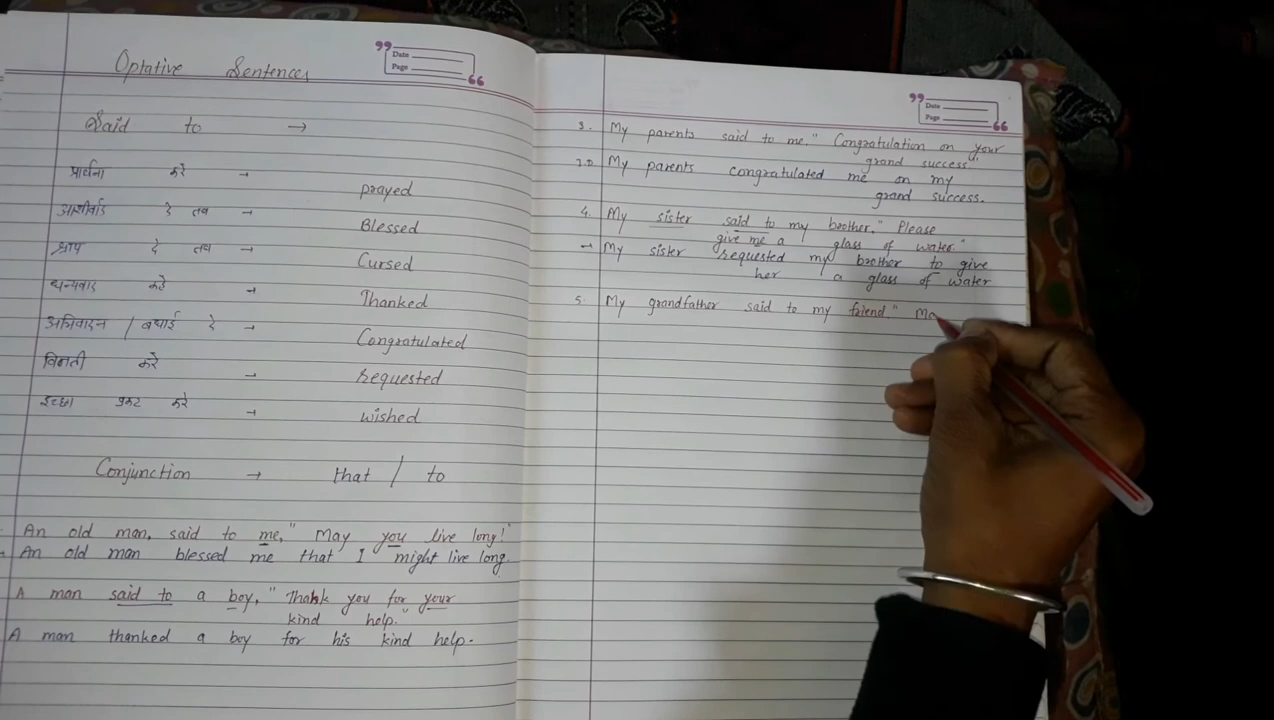 Optative Sentences
Date
Page
Said to →
प्रार्थना करे → prayed
आशीर्वाद दे तब → Blessed
श्राप दे तब → Cursed
धन्यवाद करे → Thanked
अभिवादन / बधाई दे → Congratulated
विनती करे → requested
इच्छा प्रकट करे → wished
Conjunction → that / to
An old man, said to me," May you live long!"
An old man blessed me that I might live long.
A man said to a boy, "Thank you for your
kind help."
A man thanked a boy for his kind help.
Date
Page
3. My parents said to me," Congratulation on your
grand success"
My parents congratulated me on my
grand success.
4. My sister said to my brother," Please
give me a glass of water."
→ My sister requested my brother to give
her a glass of water
5. My grandfather said to my friend" Ma